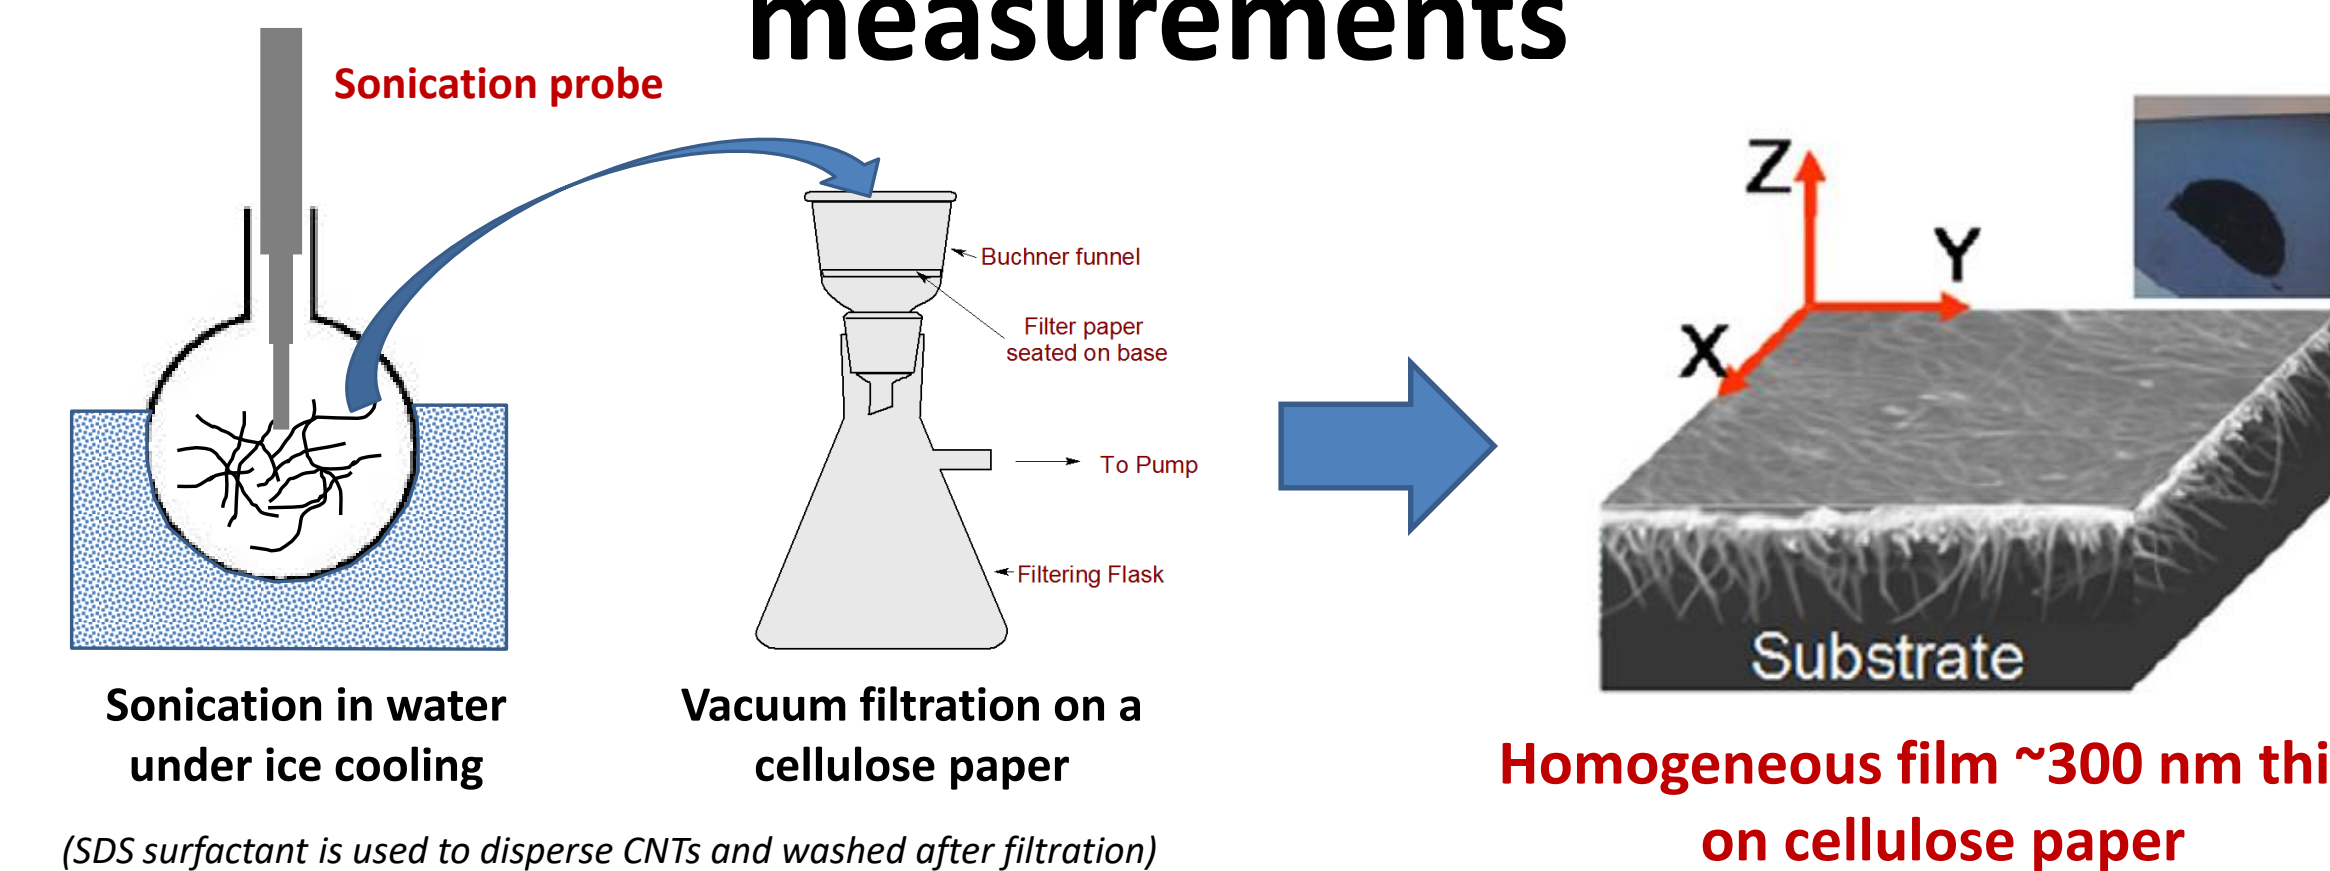 measurements
Sonication probe
Buchner funnel
Filter paper
seated on base
To Pump
Filtering Flask
Z
Y
X
Substrate
Sonication in water
under ice cooling
Vacuum filtration on a
cellulose paper
(SDS surfactant is used to disperse CNTs and washed after filtration)
Homogeneous film ~300 nm thi
on cellulose paper